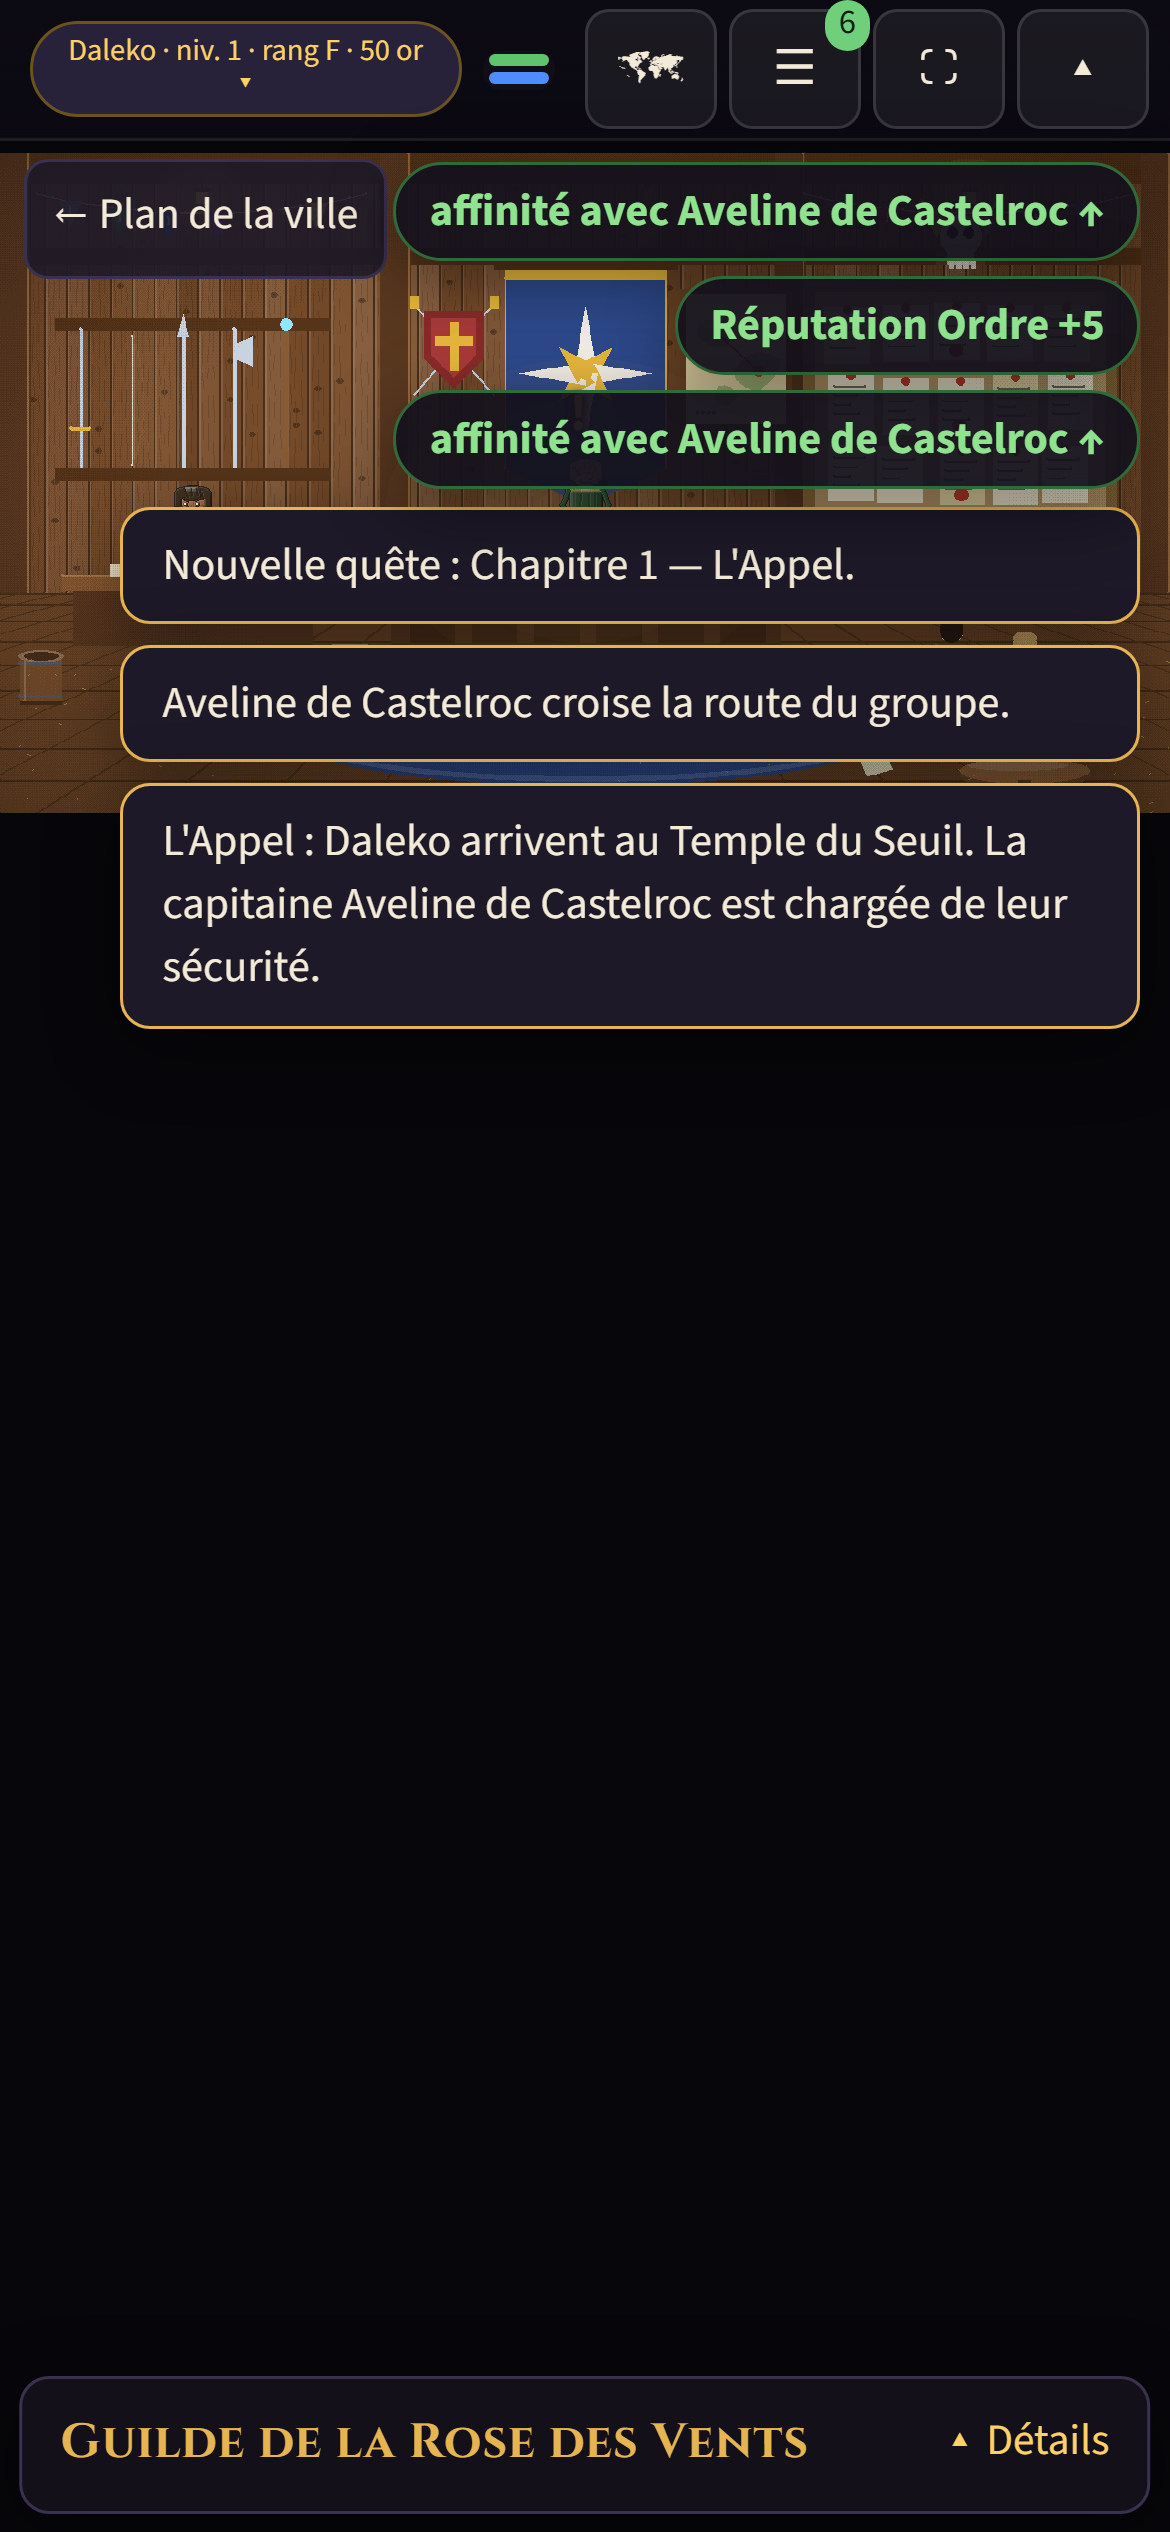 Daleko · niv. 1 · rang F · 50 or
▼
6
☰
▲
← Plan de la ville
affinité avec Aveline de Castelroc ↑
Réputation Ordre +5
affinité avec Aveline de Castelroc ↑
Nouvelle quête : Chapitre 1 — L'Appel.
Aveline de Castelroc croise la route du groupe.
L'Appel : Daleko arrivent au Temple du Seuil. La
capitaine Aveline de Castelroc est chargée de leur
sécurité.
Guilde de la Rose des Vents
▲ Détails